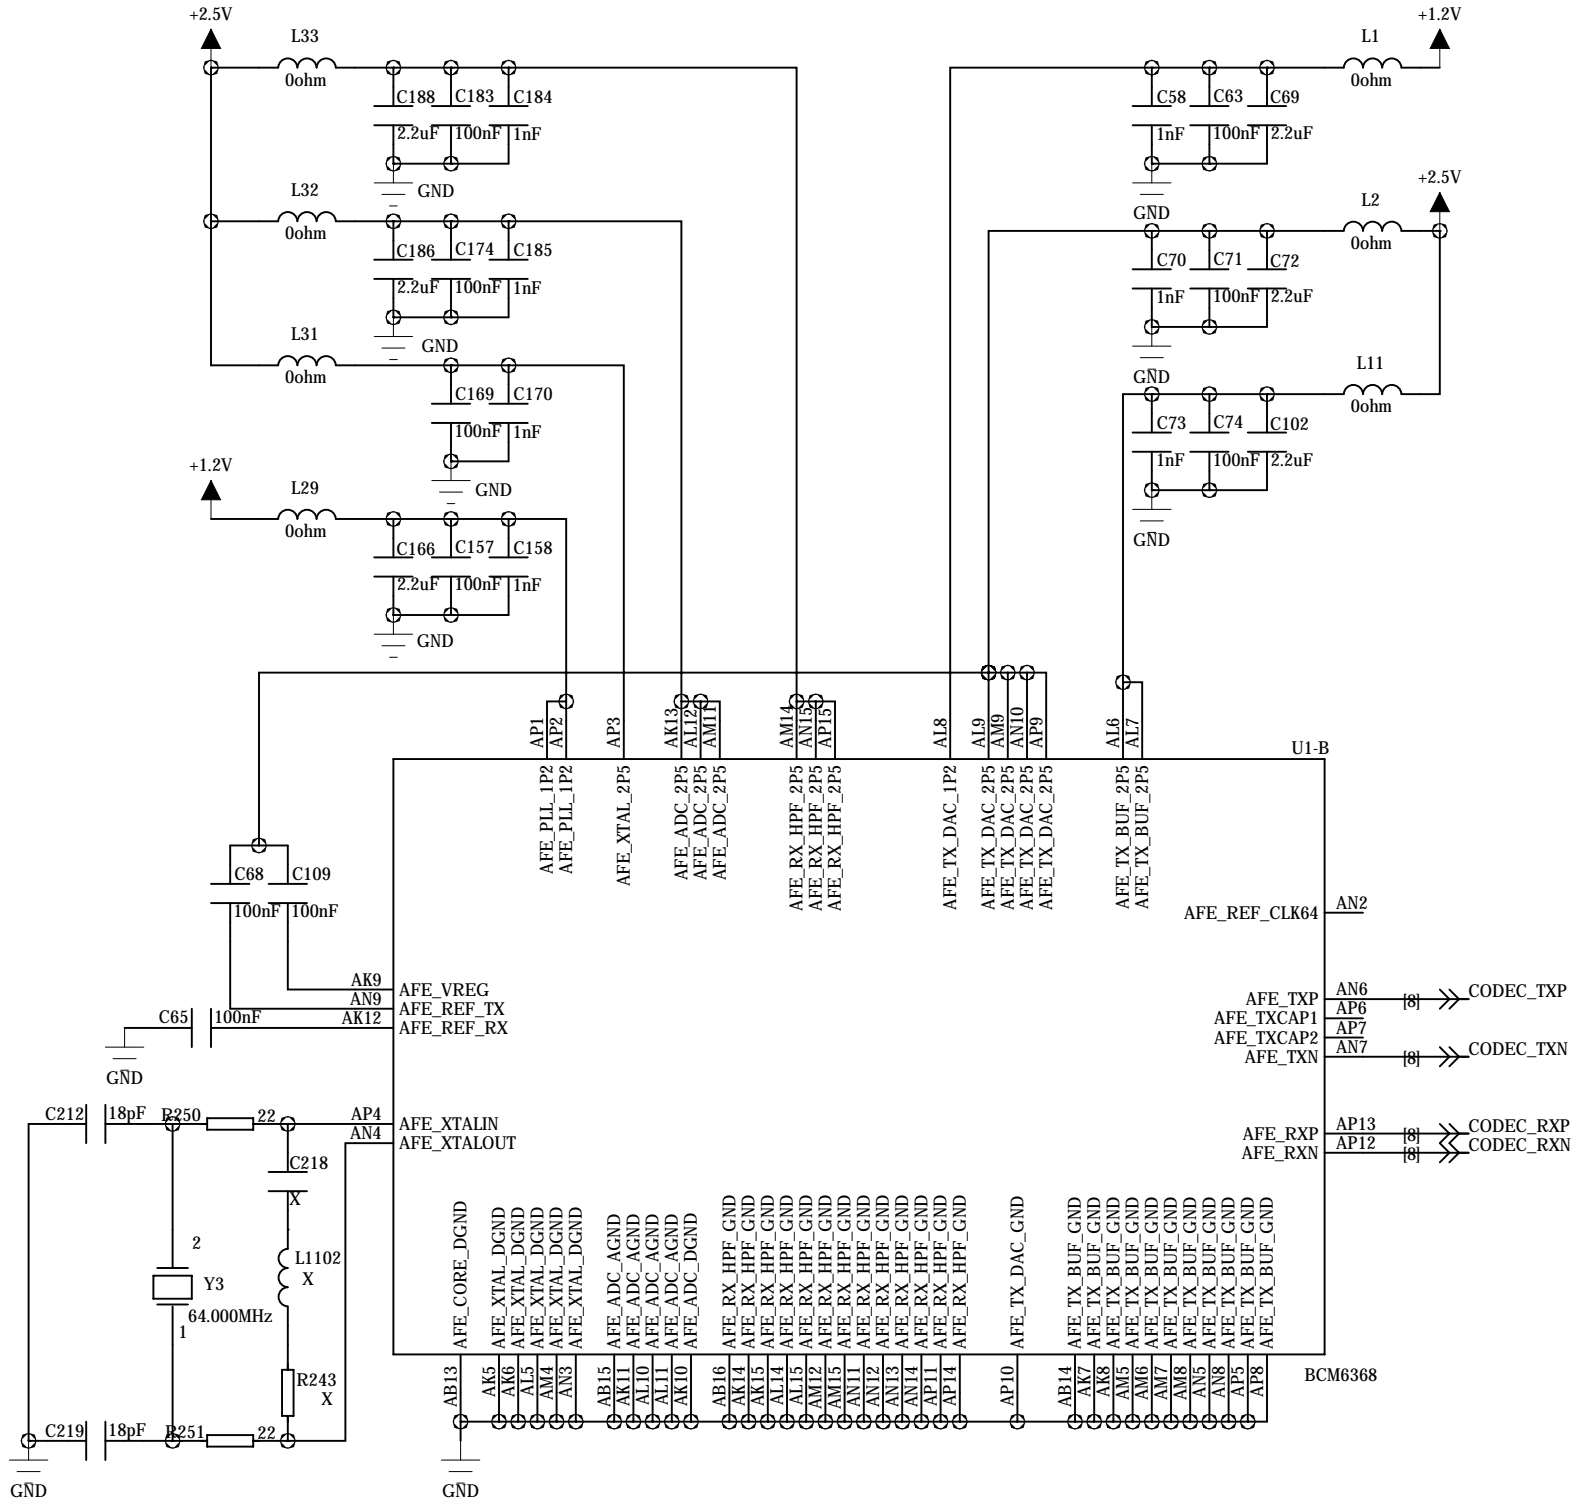 +2.5V
+1.2V
L33
L1
0ohm
0ohm
C188 C183 C184
C58 C63 C69
2.2uF 100nF 1nF
1nF 100nF 2.2uF
GND
GND
+2.5V
L32
L2
0ohm
0ohm
C186 C174 C185
C70 C71 C72
2.2uF 100nF 1nF
1nF 100nF 2.2uF
GND
GND
L31
L11
0ohm
0ohm
C169 C170
C73 C74 C102
100nF 1nF
1nF 100nF 2.2uF
GND
GND
+1.2V
L29
0ohm
C166 C157 C158
2.2uF 100nF 1nF
GND
AP1
AP2
AP3
AK13
AL12
AM11
AM14
AN15
AP15
AL8
AL9
AM9
AN10
AP9
AL6
AL7
U1-B
AFE_PLL_1P2
AFE_PLL_1P2
AFE_XTAL_2P5
AFE_ADC_2P5
AFE_ADC_2P5
AFE_ADC_2P5
AFE_RX_HPF_2P5
AFE_RX_HPF_2P5
AFE_RX_HPF_2P5
AFE_TX_DAC_1P2
AFE_TX_DAC_2P5
AFE_TX_DAC_2P5
AFE_TX_DAC_2P5
AFE_TX_DAC_2P5
AFE_TX_BUF_2P5
AFE_TX_BUF_2P5
C68 C109
100nF 100nF
AFE_REF_CLK64 AN2
AK9 AFE_VREG
AN9 AFE_REF_TX
AK12 AFE_REF_RX
C65 100nF
GND
AFE_TXP AN6 [8] CODEC_TXP
AFE_TXCAP1 AP6
AFE_TXCAP2 AP7
AFE_TXN AN7 [8] CODEC_TXN
C212 18pF R250 22 AP4 AFE_XTALIN
AN4 AFE_XTALOUT
AFE_RXP AP13 [8] CODEC_RXP
AFE_RXN AP12 [8] CODEC_RXN
C218
X
2
Y3
64.000MHz
1
L1102
X
R243
X
C219 18pF R251 22
GND
AFE_CORE_DGND
AFE_XTAL_DGND
AFE_XTAL_DGND
AFE_XTAL_DGND
AFE_XTAL_DGND
AFE_XTAL_DGND
AFE_ADC_AGND
AFE_ADC_AGND
AFE_ADC_AGND
AFE_ADC_AGND
AFE_ADC_DGND
AFE_RX_HPF_GND
AFE_RX_HPF_GND
AFE_RX_HPF_GND
AFE_RX_HPF_GND
AFE_RX_HPF_GND
AFE_RX_HPF_GND
AFE_RX_HPF_GND
AFE_RX_HPF_GND
AFE_RX_HPF_GND
AFE_RX_HPF_GND
AFE_RX_HPF_GND
AFE_RX_HPF_GND
AFE_RX_HPF_GND
AFE_TX_DAC_GND
AFE_TX_BUF_GND
AFE_TX_BUF_GND
AFE_TX_BUF_GND
AFE_TX_BUF_GND
AFE_TX_BUF_GND
AFE_TX_BUF_GND
AFE_TX_BUF_GND
AFE_TX_BUF_GND
AFE_TX_BUF_GND
AFE_TX_BUF_GND
AFE_TX_BUF_GND
AB13
AK5
AK6
AL5
AM4
AN3
AB15
AK11
AL10
AL11
AK10
AB16
AK14
AK15
AL14
AL15
AM12
AM15
AN11
AN12
AN13
AN14
AP11
AP14
AP10
AB14
AK7
AK8
AM5
AM6
AM7
AM8
AN5
AN8
AP5
AP8
BCM6368
GND